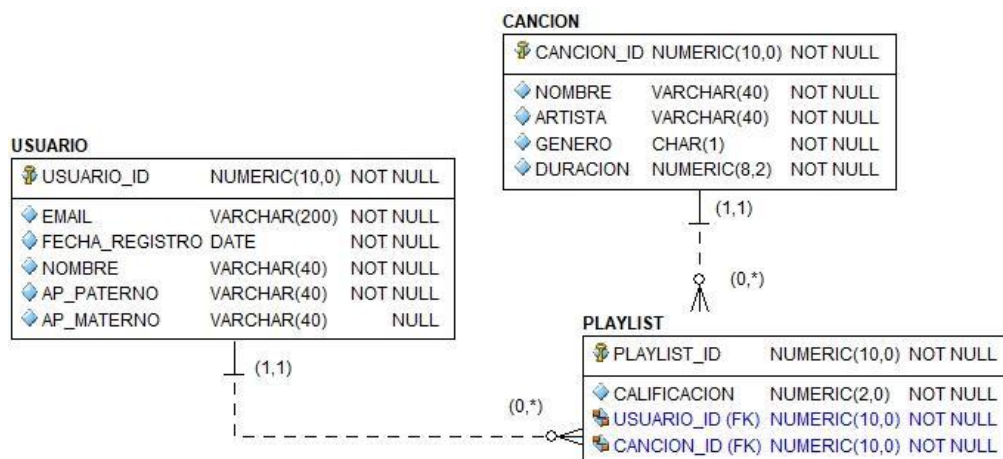 CANCION
CANCION_ID NUMERIC(10,0) NOT NULL
NOMBRE VARCHAR(40) NOT NULL
ARTISTA VARCHAR(40) NOT NULL
GENERO CHAR(1) NOT NULL
DURACION NUMERIC(8,2) NOT NULL
USUARIO
USUARIO_ID NUMERIC(10,0) NOT NULL
EMAIL VARCHAR(200) NOT NULL
FECHA_REGISTRO DATE NOT NULL
NOMBRE VARCHAR(40) NOT NULL
AP_PATERNO VARCHAR(40) NOT NULL
AP_MATERNO VARCHAR(40) NULL
(1,1)
(0,*)
PLAYLIST
PLAYLIST_ID NUMERIC(10,0) NOT NULL
CALIFICACION NUMERIC(2,0) NOT NULL
USUARIO_ID (FK) NUMERIC(10,0) NOT NULL
CANCION_ID (FK) NUMERIC(10,0) NOT NULL
(1,1)
(0,*)